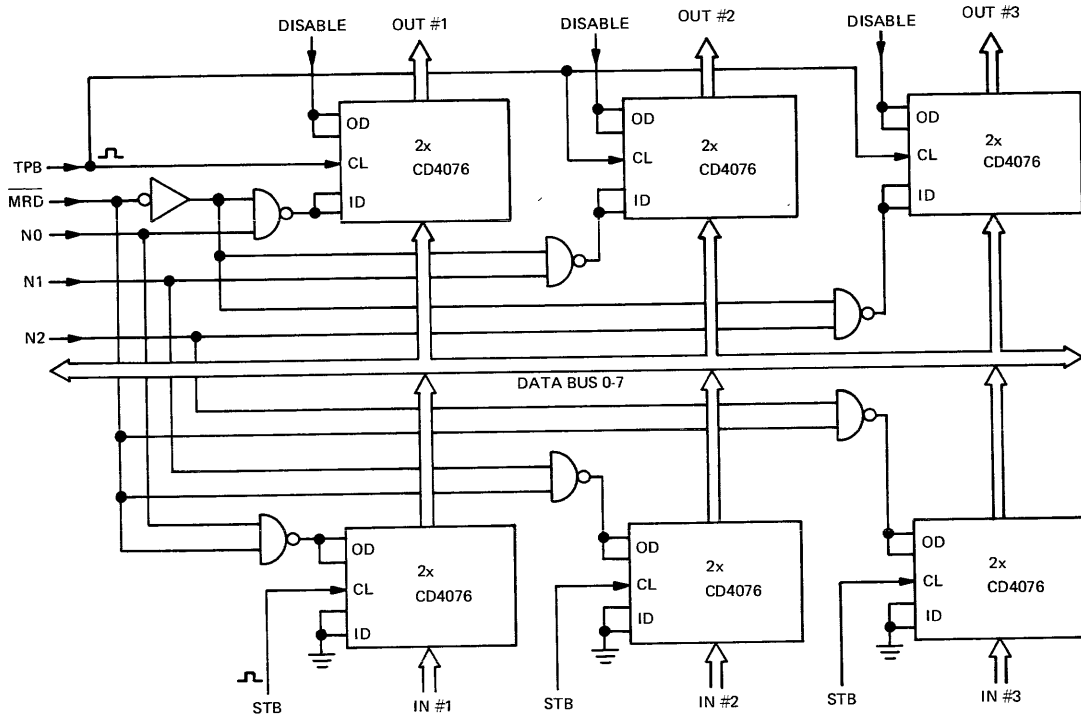 DISABLE OUT #1 DISABLE OUT #2 DISABLE OUT #3
OD 2x CD4076 CL ID
OD 2x CD4076 CL ID
OD 2x CD4076 CL ID
TPB
MRD
N0
N1
N2
DATA BUS 0-7
OD 2x CD4076 CL ID
OD 2x CD4076 CL ID
OD 2x CD4076 CL ID
STB IN #1 STB IN #2 STB IN #3